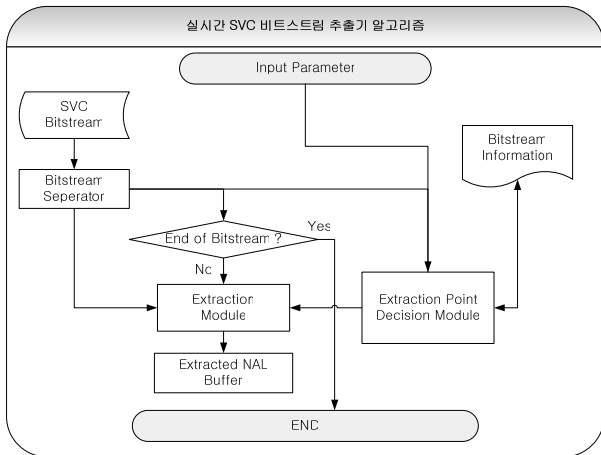 실시간 SVC 비트스트림 추출기 알고리즘
Input Parameter
SVC
Bitstream
Bitstream
Information
Bitstream
Seperator
End of Bitstream ?
Yes
No
Extraction
Module
Extraction Point
Decision Module
Extracted NAL
Buffer
END